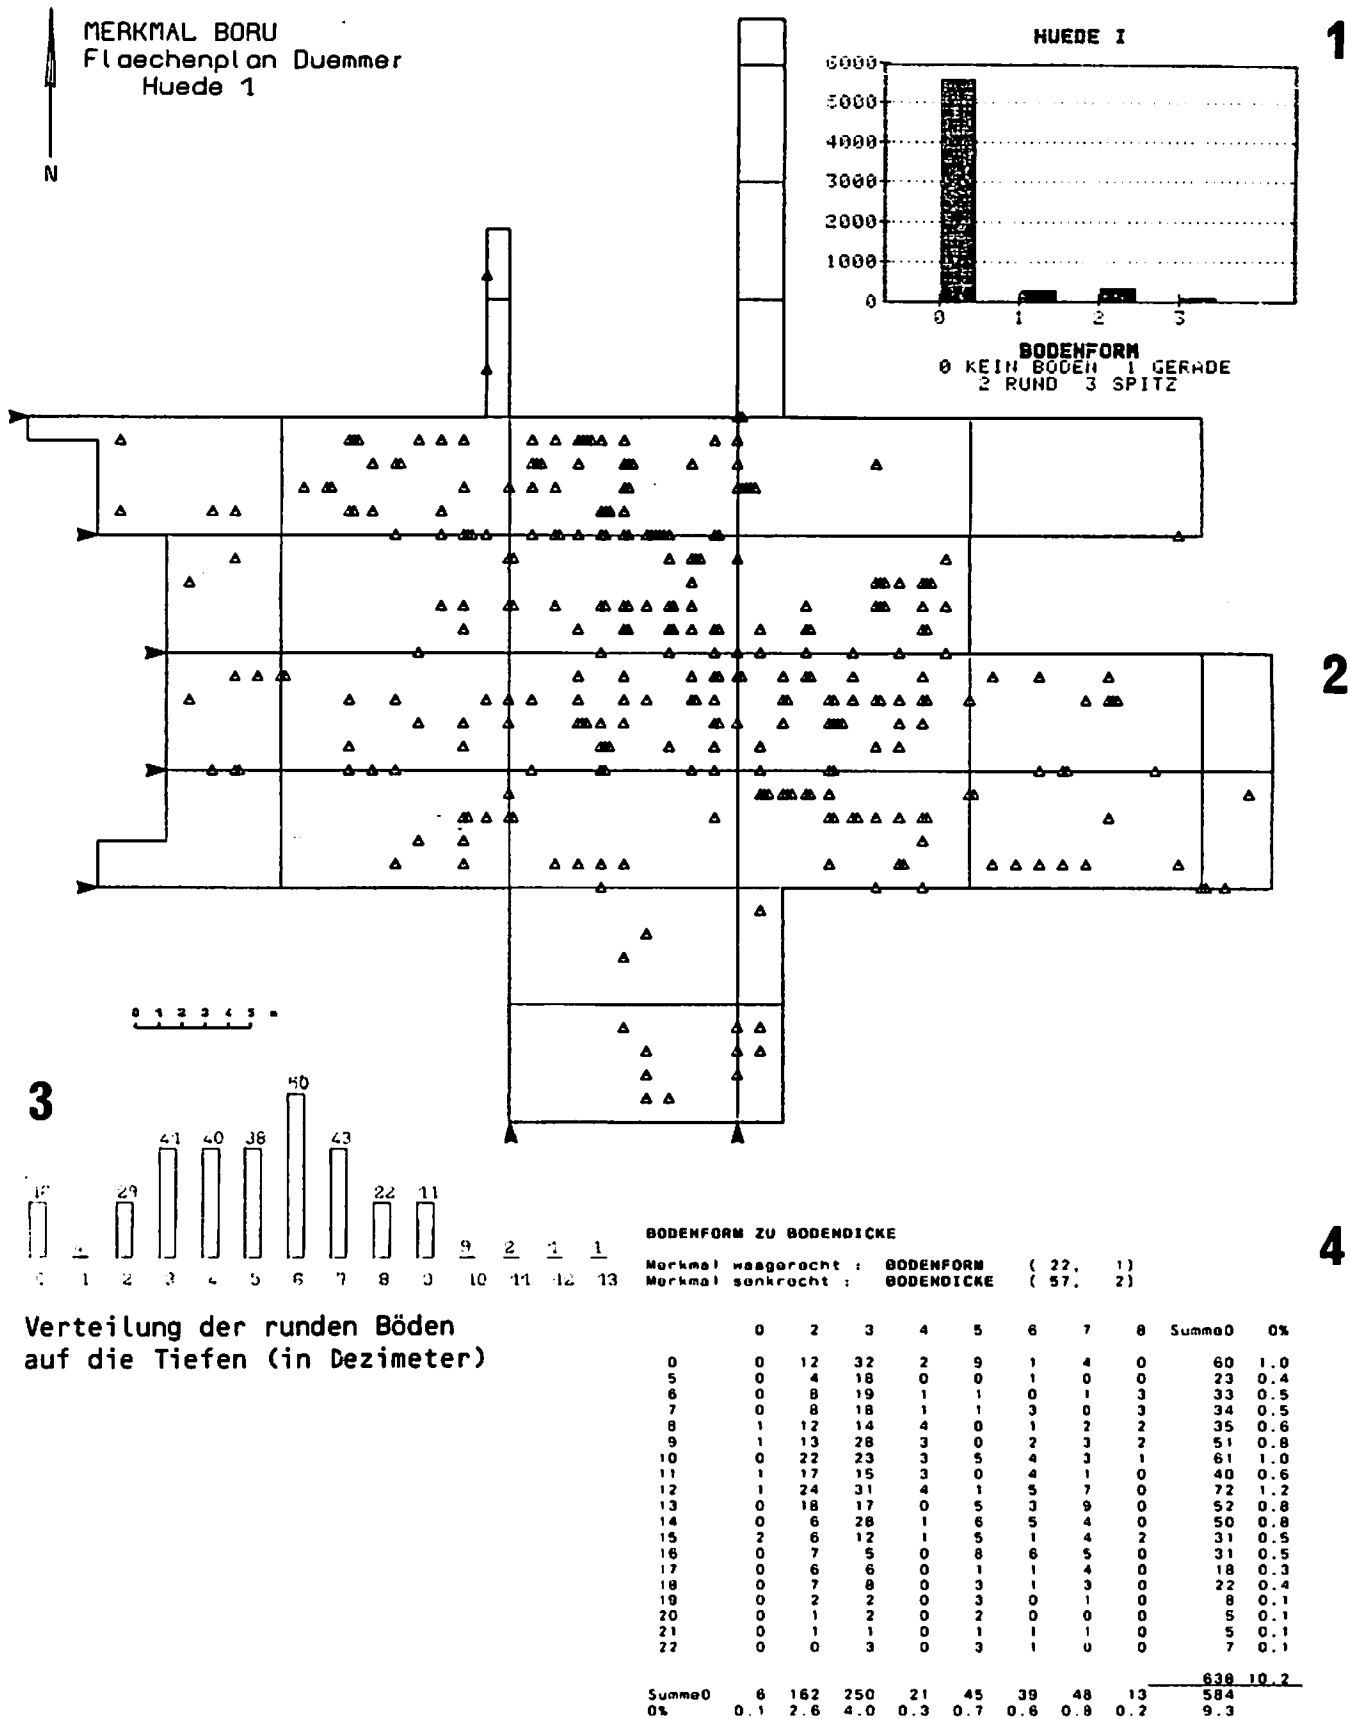 MERKMAL BORU
Flaechenplan Duemmer
Huede 1
N
HUEDE I
1
6000
5000
4000
3000
2000
1000
0
0 1 2 3
BODENFORM
0 KEIN BODEN 1 GERADE
2 RUND 3 SPITZ
2
0 1 2 3 4 5 m
3
29 41 40 38 60 43 22 11 9 2 1 1
0 1 2 3 4 5 6 7 8 9 10 11 12 13
Verteilung der runden Böden
auf die Tiefen (in Dezimeter)
4
BODENFORM ZU BODENDICKE
Merkmal waagerecht : BODENFORM ( 22, 1)
Merkmal senkrecht : BODENDICKE ( 57, 2)
0 2 3 4 5 6 7 8 Summe0 0%
0 0 12 32 2 9 1 4 0 60 1.0
5 0 4 18 0 0 1 0 0 23 0.4
6 0 8 19 1 1 0 1 3 33 0.5
7 0 8 18 1 1 3 0 3 34 0.5
8 1 12 14 4 0 1 2 2 35 0.6
9 1 13 28 3 0 2 3 2 51 0.8
10 0 22 23 3 5 4 3 1 61 1.0
11 1 17 15 3 0 4 1 0 40 0.6
12 1 24 31 4 1 5 7 0 72 1.2
13 0 18 17 0 5 3 9 0 52 0.8
14 0 6 28 1 6 5 4 0 50 0.8
15 2 6 12 1 5 1 4 2 31 0.5
16 0 7 5 0 8 6 5 0 31 0.5
17 0 6 6 0 1 1 4 0 18 0.3
18 0 7 8 0 3 1 3 0 22 0.4
19 0 2 2 0 3 0 1 0 8 0.1
20 0 1 2 0 2 0 0 0 5 0.1
21 0 1 1 0 1 1 1 0 5 0.1
22 0 0 3 0 3 1 0 0 7 0.1
638 10.2
Summe0 6 162 250 21 45 39 48 13 584
0% 0.1 2.6 4.0 0.3 0.7 0.6 0.8 0.2 9.3